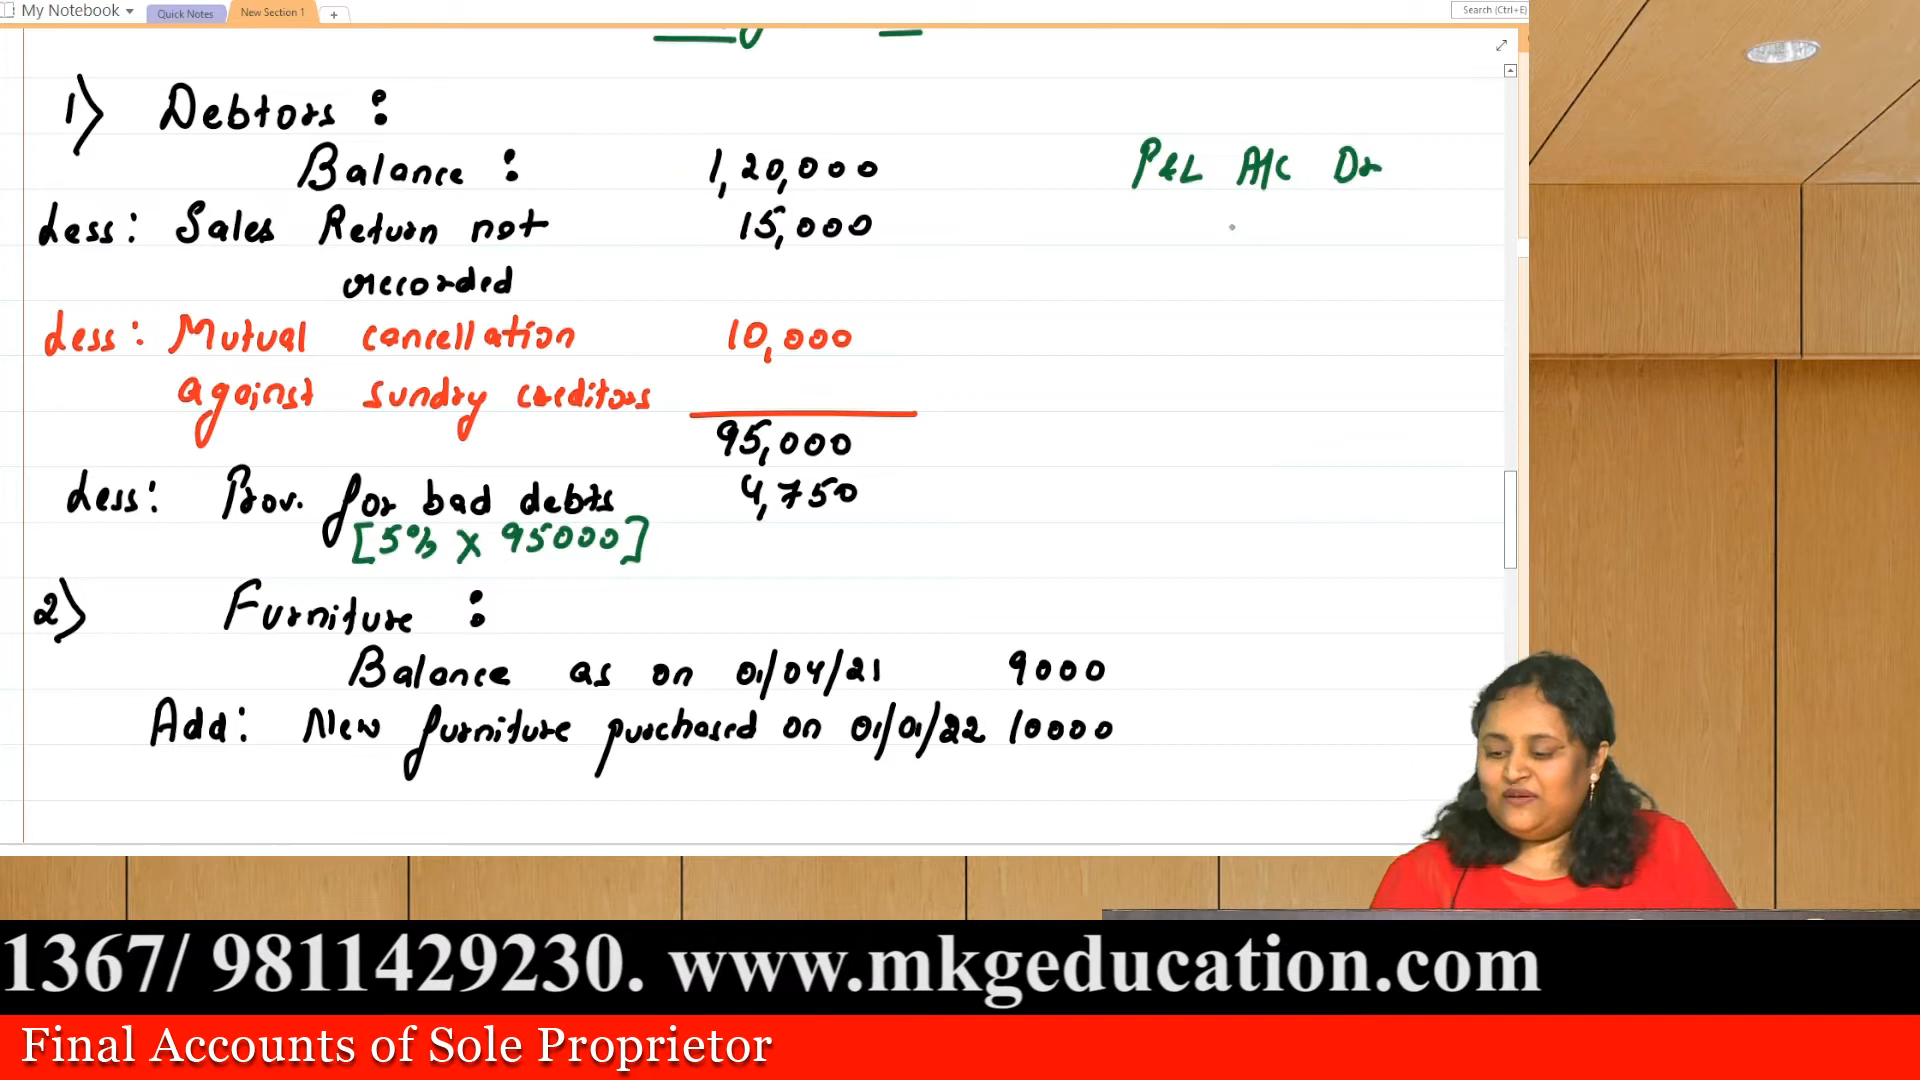 My Notebook
Quick Notes
New Section 1
+
Search (Ctrl+E)
1) Debtors :
Balance : 1,20,000
P&L A/C Dr
Less: Sales Return not 15,000
recorded
Less: Mutual cancellation 10,000
against sundry creditors
95,000
Less: Prov. for bad debts 4,750
[5% X 95000]
2) Furniture :
Balance as on 01/04/21 9000
Add: New furniture purchased on 01/01/22 10000
1367/ 9811429230. www.mkgeducation.com
Final Accounts of Sole Proprietor